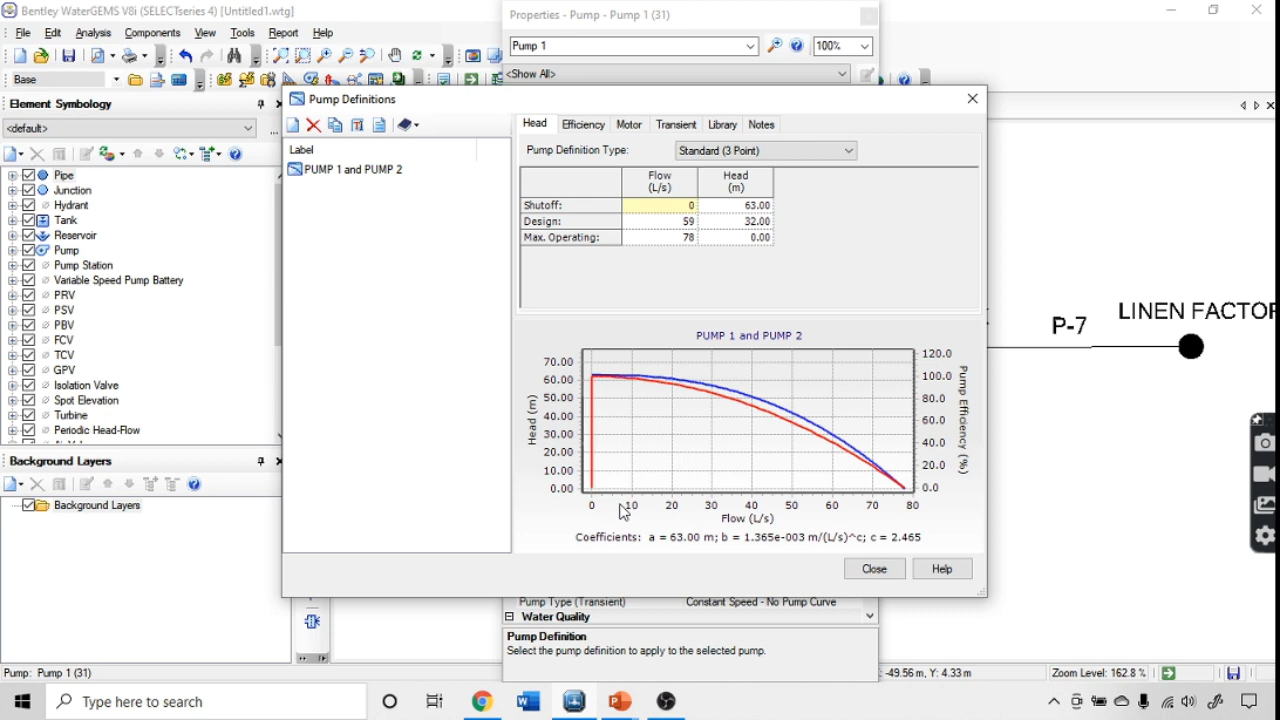 Bentley WaterGEMS V8i (SELECTseries 4) [Untitled1.wtg]
File Edit Analysis Components View Tools Report Help
Base
Properties - Pump - Pump 1 (31)
Pump 1
100%
<Show All>
Element Symbology
<default>
...
Pipe
Junction
Hydrant
Tank
Reservoir
Pump
Pump Station
Variable Speed Pump Battery
PRV
PSV
PBV
FCV
TCV
GPV
Isolation Valve
Spot Elevation
Turbine
Periodic Head-Flow
Background Layers
Background Layers
Pump Definitions
Label
PUMP 1 and PUMP 2
Head Efficiency Motor Transient Library Notes
Pump Definition Type: Standard (3 Point)
Flow (L/s) Head (m)
Shutoff: 0 63.00
Design: 59 32.00
Max. Operating: 78 0.00
PUMP 1 and PUMP 2
Head (m)
70.00
60.00
50.00
40.00
30.00
20.00
10.00
0.00
120.0
100.0
80.0
60.0
40.0
20.0
0.0
Pump Efficiency (%)
0 10 20 30 40 50 60 70 80
Flow (L/s)
Coefficients: a = 63.00 m; b = 1.365e-003 m/(L/s)^c; c = 2.465
Close Help
P-7
LINEN FACTOR
Pump Type (Transient) Constant Speed - No Pump Curve
Water Quality
Pump Definition
Select the pump definition to apply to the selected pump.
Pump: Pump 1 (31)
-49.56 m, Y: 4.33 m
Zoom Level: 162.8 %
Type here to search